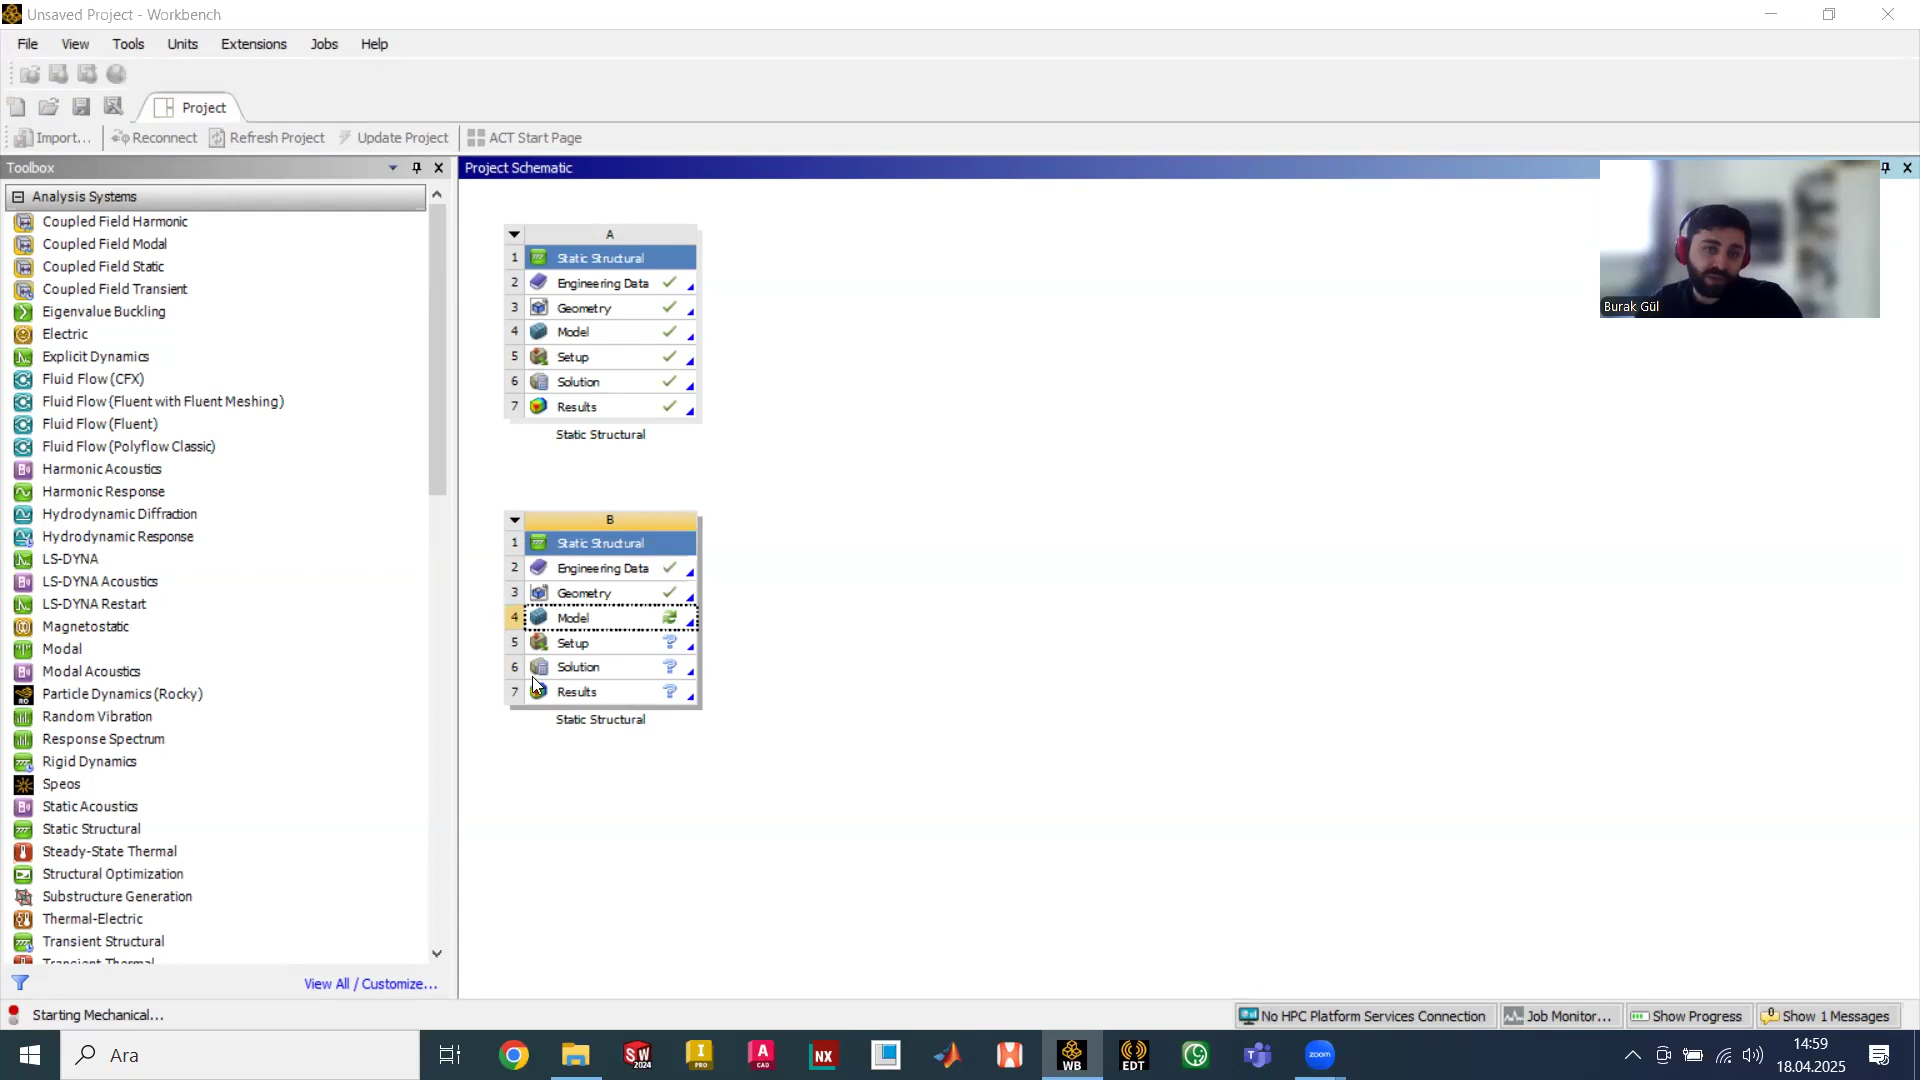 Unsaved Project - Workbench
File View Tools Units Extensions Jobs Help
Project
Import... Reconnect Refresh Project Update Project ACT Start Page
Toolbox
Project Schematic
Analysis Systems
Coupled Field Harmonic
Coupled Field Modal
Coupled Field Static
Coupled Field Transient
Eigenvalue Buckling
Electric
Explicit Dynamics
Fluid Flow (CFX)
Fluid Flow (Fluent with Fluent Meshing)
Fluid Flow (Fluent)
Fluid Flow (Polyflow Classic)
Harmonic Acoustics
Harmonic Response
Hydrodynamic Diffraction
Hydrodynamic Response
LS-DYNA
LS-DYNA Acoustics
LS-DYNA Restart
Magnetostatic
Modal
Modal Acoustics
Particle Dynamics (Rocky)
Random Vibration
Response Spectrum
Rigid Dynamics
Speos
Static Acoustics
Static Structural
Steady-State Thermal
Structural Optimization
Substructure Generation
Thermal-Electric
Transient Structural
Transient Thermal
View All / Customize...
A
1 Static Structural
2 Engineering Data
3 Geometry
4 Model
5 Setup
6 Solution
7 Results
Static Structural
B
1 Static Structural
2 Engineering Data
3 Geometry
4 Model
5 Setup
6 Solution
7 Results
Static Structural
Burak Gül
Starting Mechanical...
No HPC Platform Services Connection
Job Monitor...
Show Progress
Show 1 Messages
Ara
SW 2024
I PRO
A CAD
NX
WB
EDT
zoom
14:59
18.04.2025